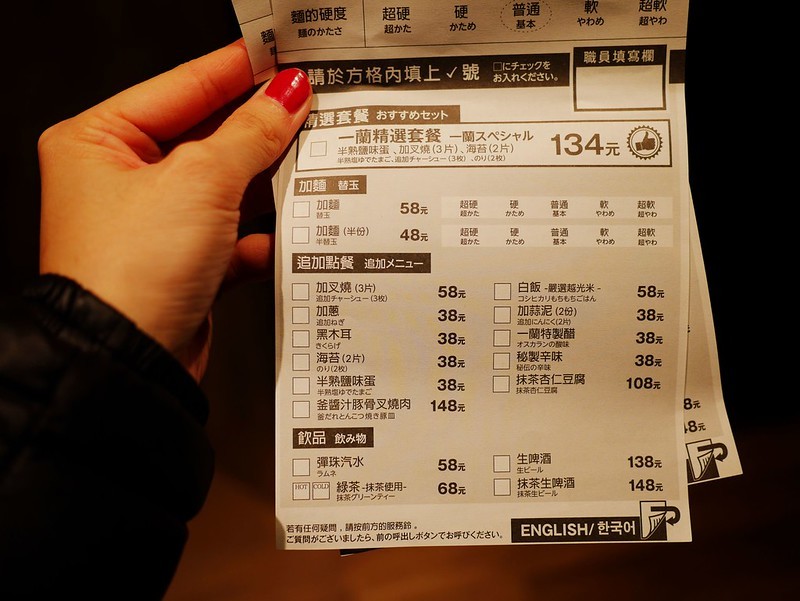 麵的硬度 超硬 硬 普通 軟 超軟
麵のかたさ 超かた かため 基本 やわめ 超やわ
請於方格內填上✓號 □にチェックをお入れください。 職員填寫欄
精選套餐 おすすめセット
一蘭精選套餐 一蘭スペシャル 134元
半熟鹽味蛋、加叉燒(3片)、海苔(2片)
半熟塩ゆでたまご、追加チャーシュー(3枚)、のり(2枚)
加麵 替玉
加麵 58元 超硬 硬 普通 軟 超軟
替玉 超かた かため 基本 やわめ 超やわ
加麵(半份) 48元 超硬 硬 普通 軟 超軟
半替玉 超かた かため 基本 やわめ 超やわ
追加點餐 追加メニュー
加叉燒(3片) 58元
追加チャーシュー(3枚)
加蔥 38元
追加ねぎ
黑木耳 38元
きくらげ
海苔(2片) 38元
のり(2枚)
半熟鹽味蛋 38元
半熟塩ゆでたまご
釜醬汁豚骨叉燒肉 148元
釜だれとんこつ焼き豚皿
白飯 -嚴選越光米- 58元
コシヒカリもちもちごはん
加蒜泥(2份) 38元
追加にんにく(2片)
一蘭特製醋 38元
オスカランの酸味
秘製辛味 38元
秘伝の辛味
抹茶杏仁豆腐 108元
抹茶杏仁豆腐
飲品 飲み物
彈珠汽水 58元
ラムネ
HOT COLD 綠茶 -抹茶使用- 68元
抹茶グリーンティー
生啤酒 138元
生ビール
抹茶生啤酒 148元
抹茶生ビール
若有任何疑問，請按前方的服務鈴。
ご質問がございましたら、前の呼出しボタンでお呼びください。
ENGLISH/한국어
8元
48元